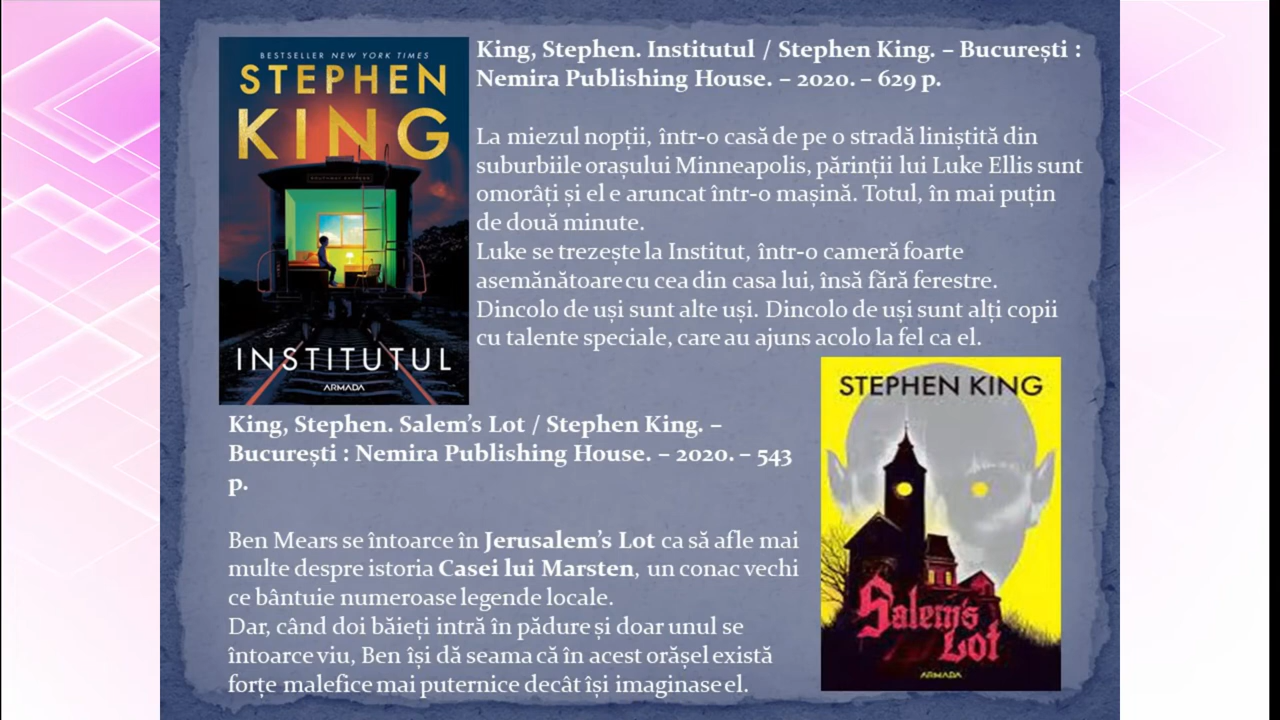 BESTSELLER NEW YORK TIMES
STEPHEN
KING
INSTITUTUL
ARMADA
King, Stephen. Institutul / Stephen King. – București :
Nemira Publishing House. – 2020. – 629 p.
La miezul nopții, într-o casă de pe o stradă liniștită din
suburbiile orașului Minneapolis, părinții lui Luke Ellis sunt
omorâți și el e aruncat într-o mașină. Totul, în mai puțin
de două minute.
Luke se trezește la Institut, într-o cameră foarte
asemănătoare cu cea din casa lui, însă fără ferestre.
Dincolo de uși sunt alte uși. Dincolo de uși sunt alți copii
cu talente speciale, care au ajuns acolo la fel ca el.
King, Stephen. Salem’s Lot / Stephen King. –
București : Nemira Publishing House. – 2020. – 543
p.
Ben Mears se întoarce în Jerusalem’s Lot ca să afle mai
multe despre istoria Casei lui Marsten, un conac vechi
ce bântuie numeroase legende locale.
Dar, când doi băieți intră în pădure și doar unul se
întoarce viu, Ben își dă seama că în acest orășel există
forțe malefice mai puternice decât își imaginase el.
STEPHEN KING
Salem's
Lot
ARMADA